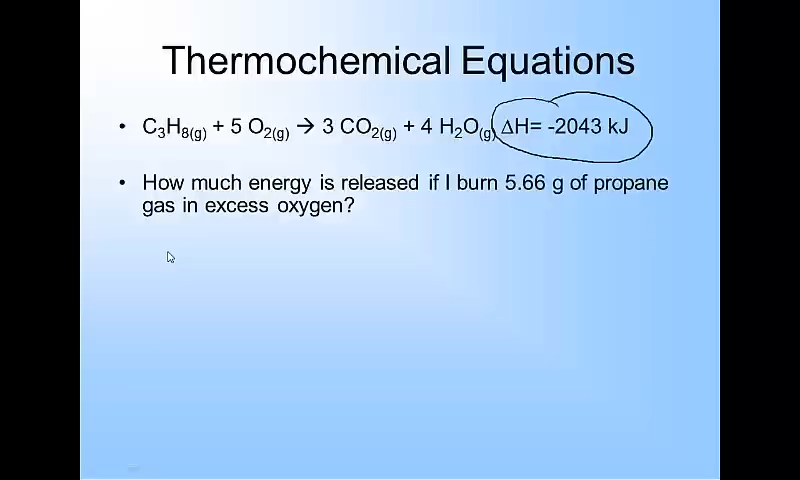 Thermochemical Equations
• C₃H₈₍g₎ + 5 O₂₍g₎ → 3 CO₂₍g₎ + 4 H₂O₍g₎ ΔH= -2043 kJ
• How much energy is released if I burn 5.66 g of propane
gas in excess oxygen?